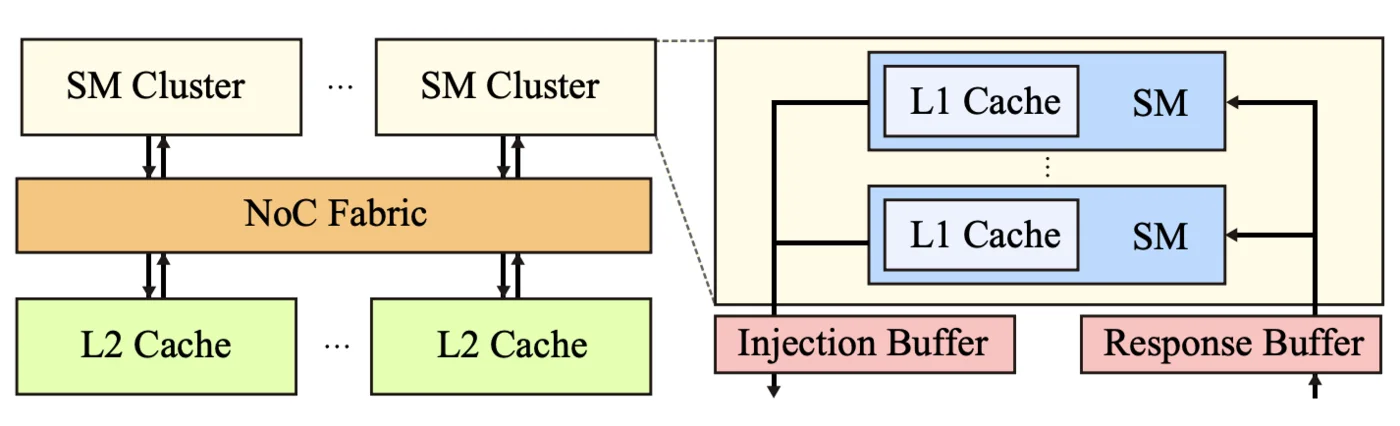 SM Cluster
...
SM Cluster
NoC Fabric
L2 Cache
...
L2 Cache
L1 Cache
SM
...
L1 Cache
SM
Injection Buffer
Response Buffer